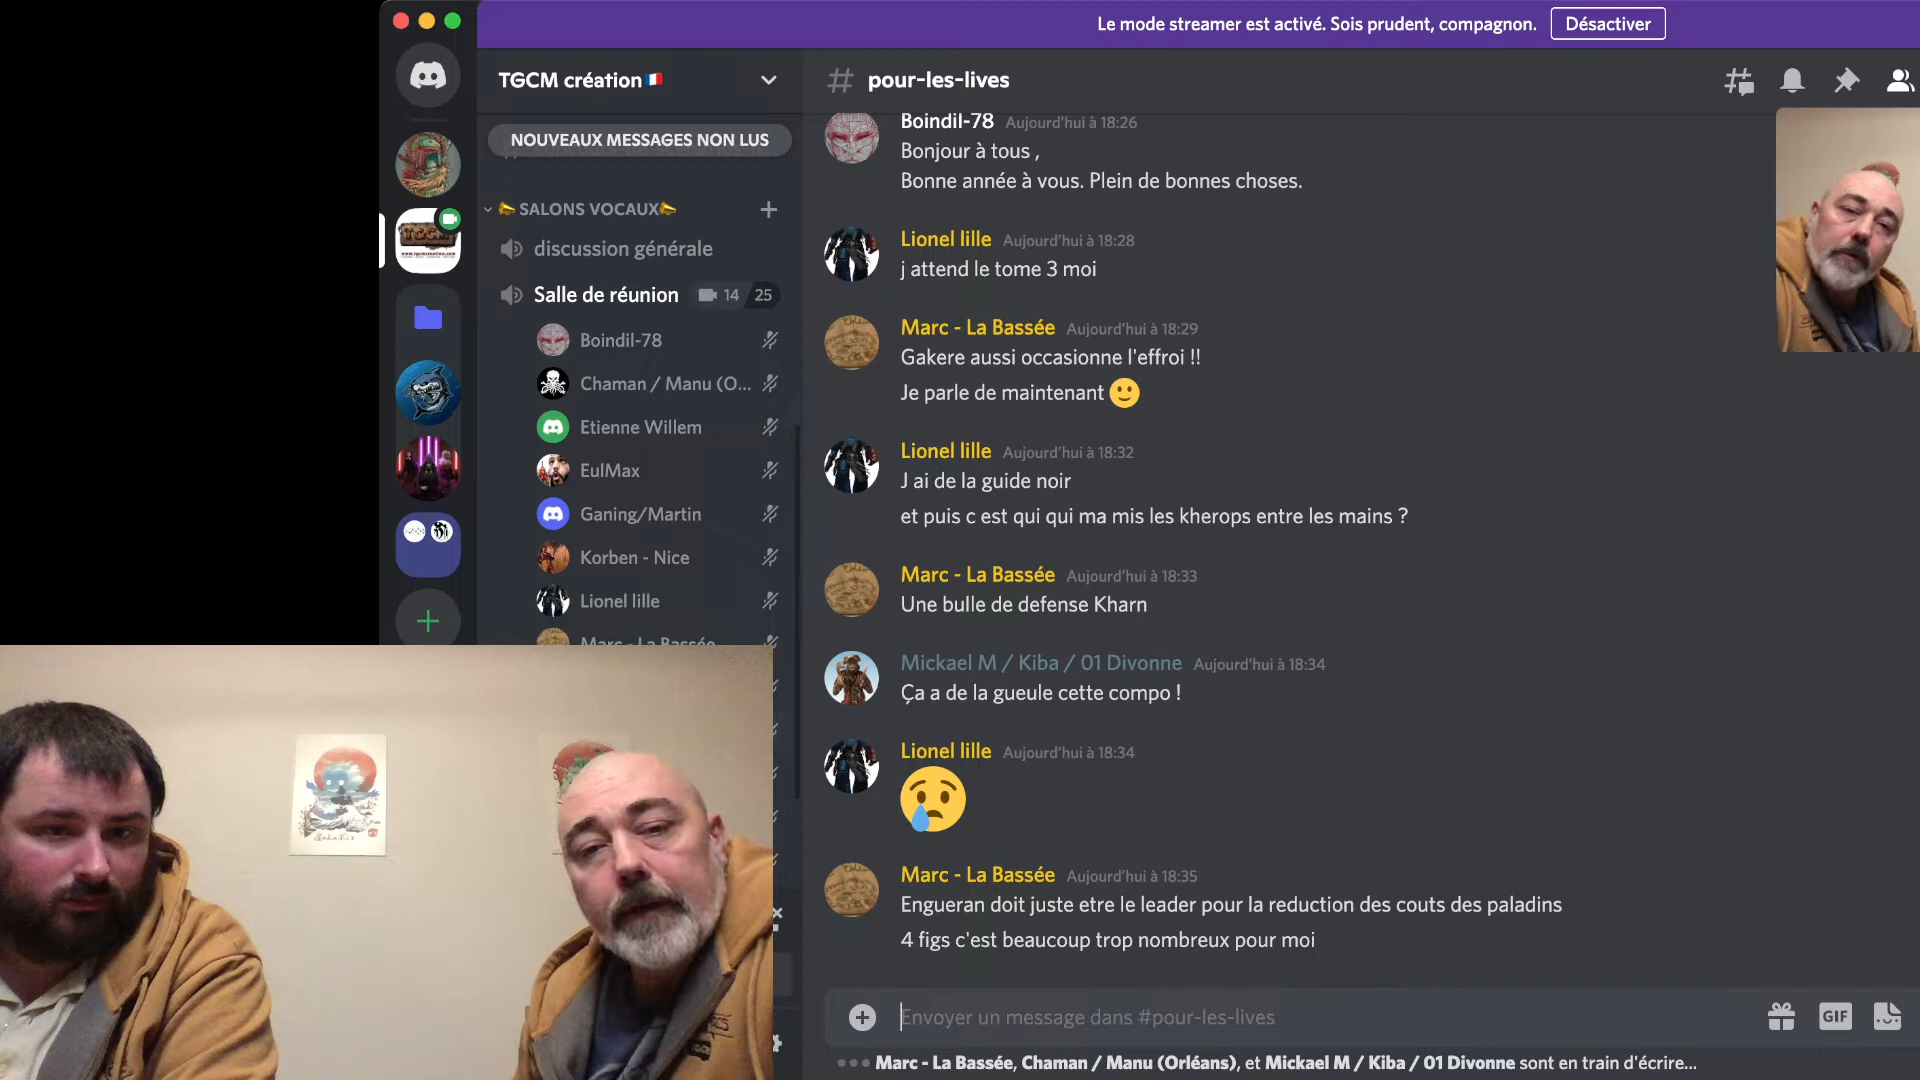 Le mode streamer est activé. Sois prudent, compagnon.
Désactiver
TGCM création
pour-les-lives
NOUVEAUX MESSAGES NON LUS
SALONS VOCAUX
discussion générale
Salle de réunion
14
25
Boindil-78
Chaman / Manu (O...
Etienne Willem
EulMax
Ganing/Martin
Korben - Nice
Lionel lille
Marc - La Bassée
Boindil-78 Aujourd'hui à 18:26
Bonjour à tous ,
Bonne année à vous. Plein de bonnes choses.
Lionel lille Aujourd'hui à 18:28
j attend le tome 3 moi
Marc - La Bassée Aujourd'hui à 18:29
Gakere aussi occasionne l'effroi !!
Je parle de maintenant
Lionel lille Aujourd'hui à 18:32
J ai de la guide noir
et puis c est qui qui ma mis les kherops entre les mains ?
Marc - La Bassée Aujourd'hui à 18:33
Une bulle de defense Kharn
Mickael M / Kiba / 01 Divonne Aujourd'hui à 18:34
Ça a de la gueule cette compo !
Lionel lille Aujourd'hui à 18:34
Marc - La Bassée Aujourd'hui à 18:35
Engueran doit juste etre le leader pour la reduction des couts des paladins
4 figs c'est beaucoup trop nombreux pour moi
Envoyer un message dans #pour-les-lives
GIF
Marc - La Bassée, Chaman / Manu (Orléans), et Mickael M / Kiba / 01 Divonne sont en train d'écrire...